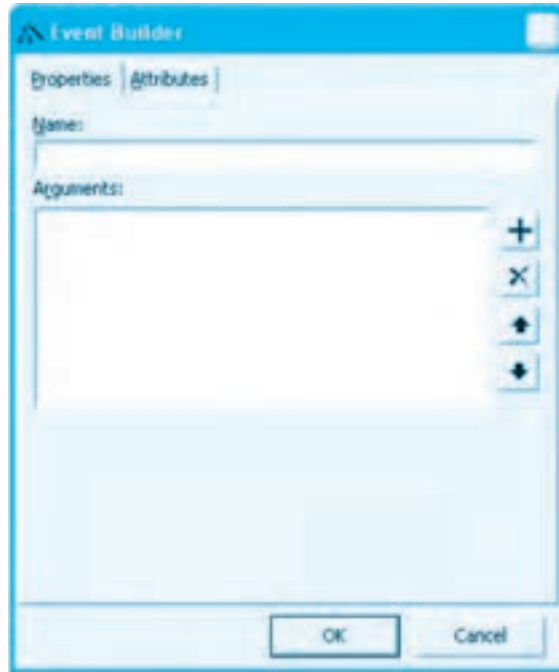 Event Builder
Properties
Attributes
Name:
Arguments:
OK
Cancel